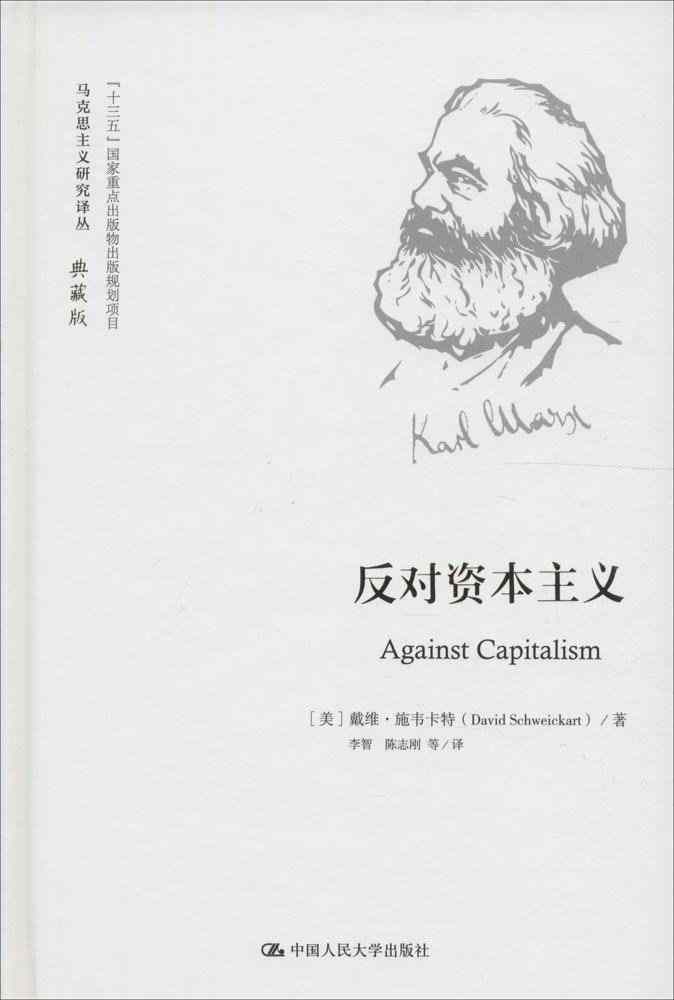 『十三五』国家重点出版物出版规划项目
马克思主义研究译丛 典藏版
Karl Marx
反对资本主义
Against Capitalism
［美］戴维·施韦卡特（David Schweickart）／著
李智 陈志刚 等／译
中国人民大学出版社